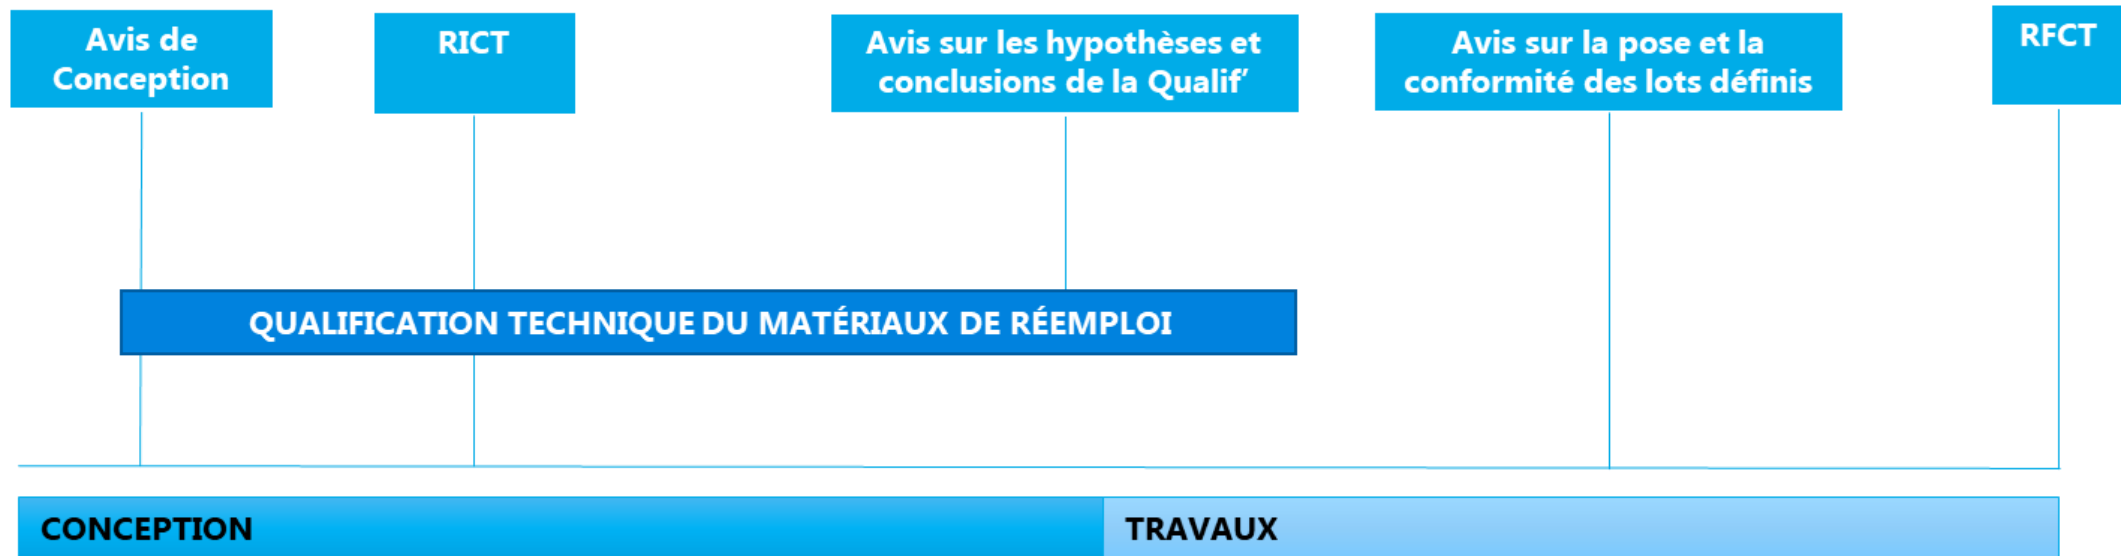 Avis de
Conception
RICT
Avis sur les hypothèses et
conclusions de la Qualif’
Avis sur la pose et la
conformité des lots définis
RFCT
QUALIFICATION TECHNIQUE DU MATÉRIAUX DE RÉEMPLOI
CONCEPTION
TRAVAUX